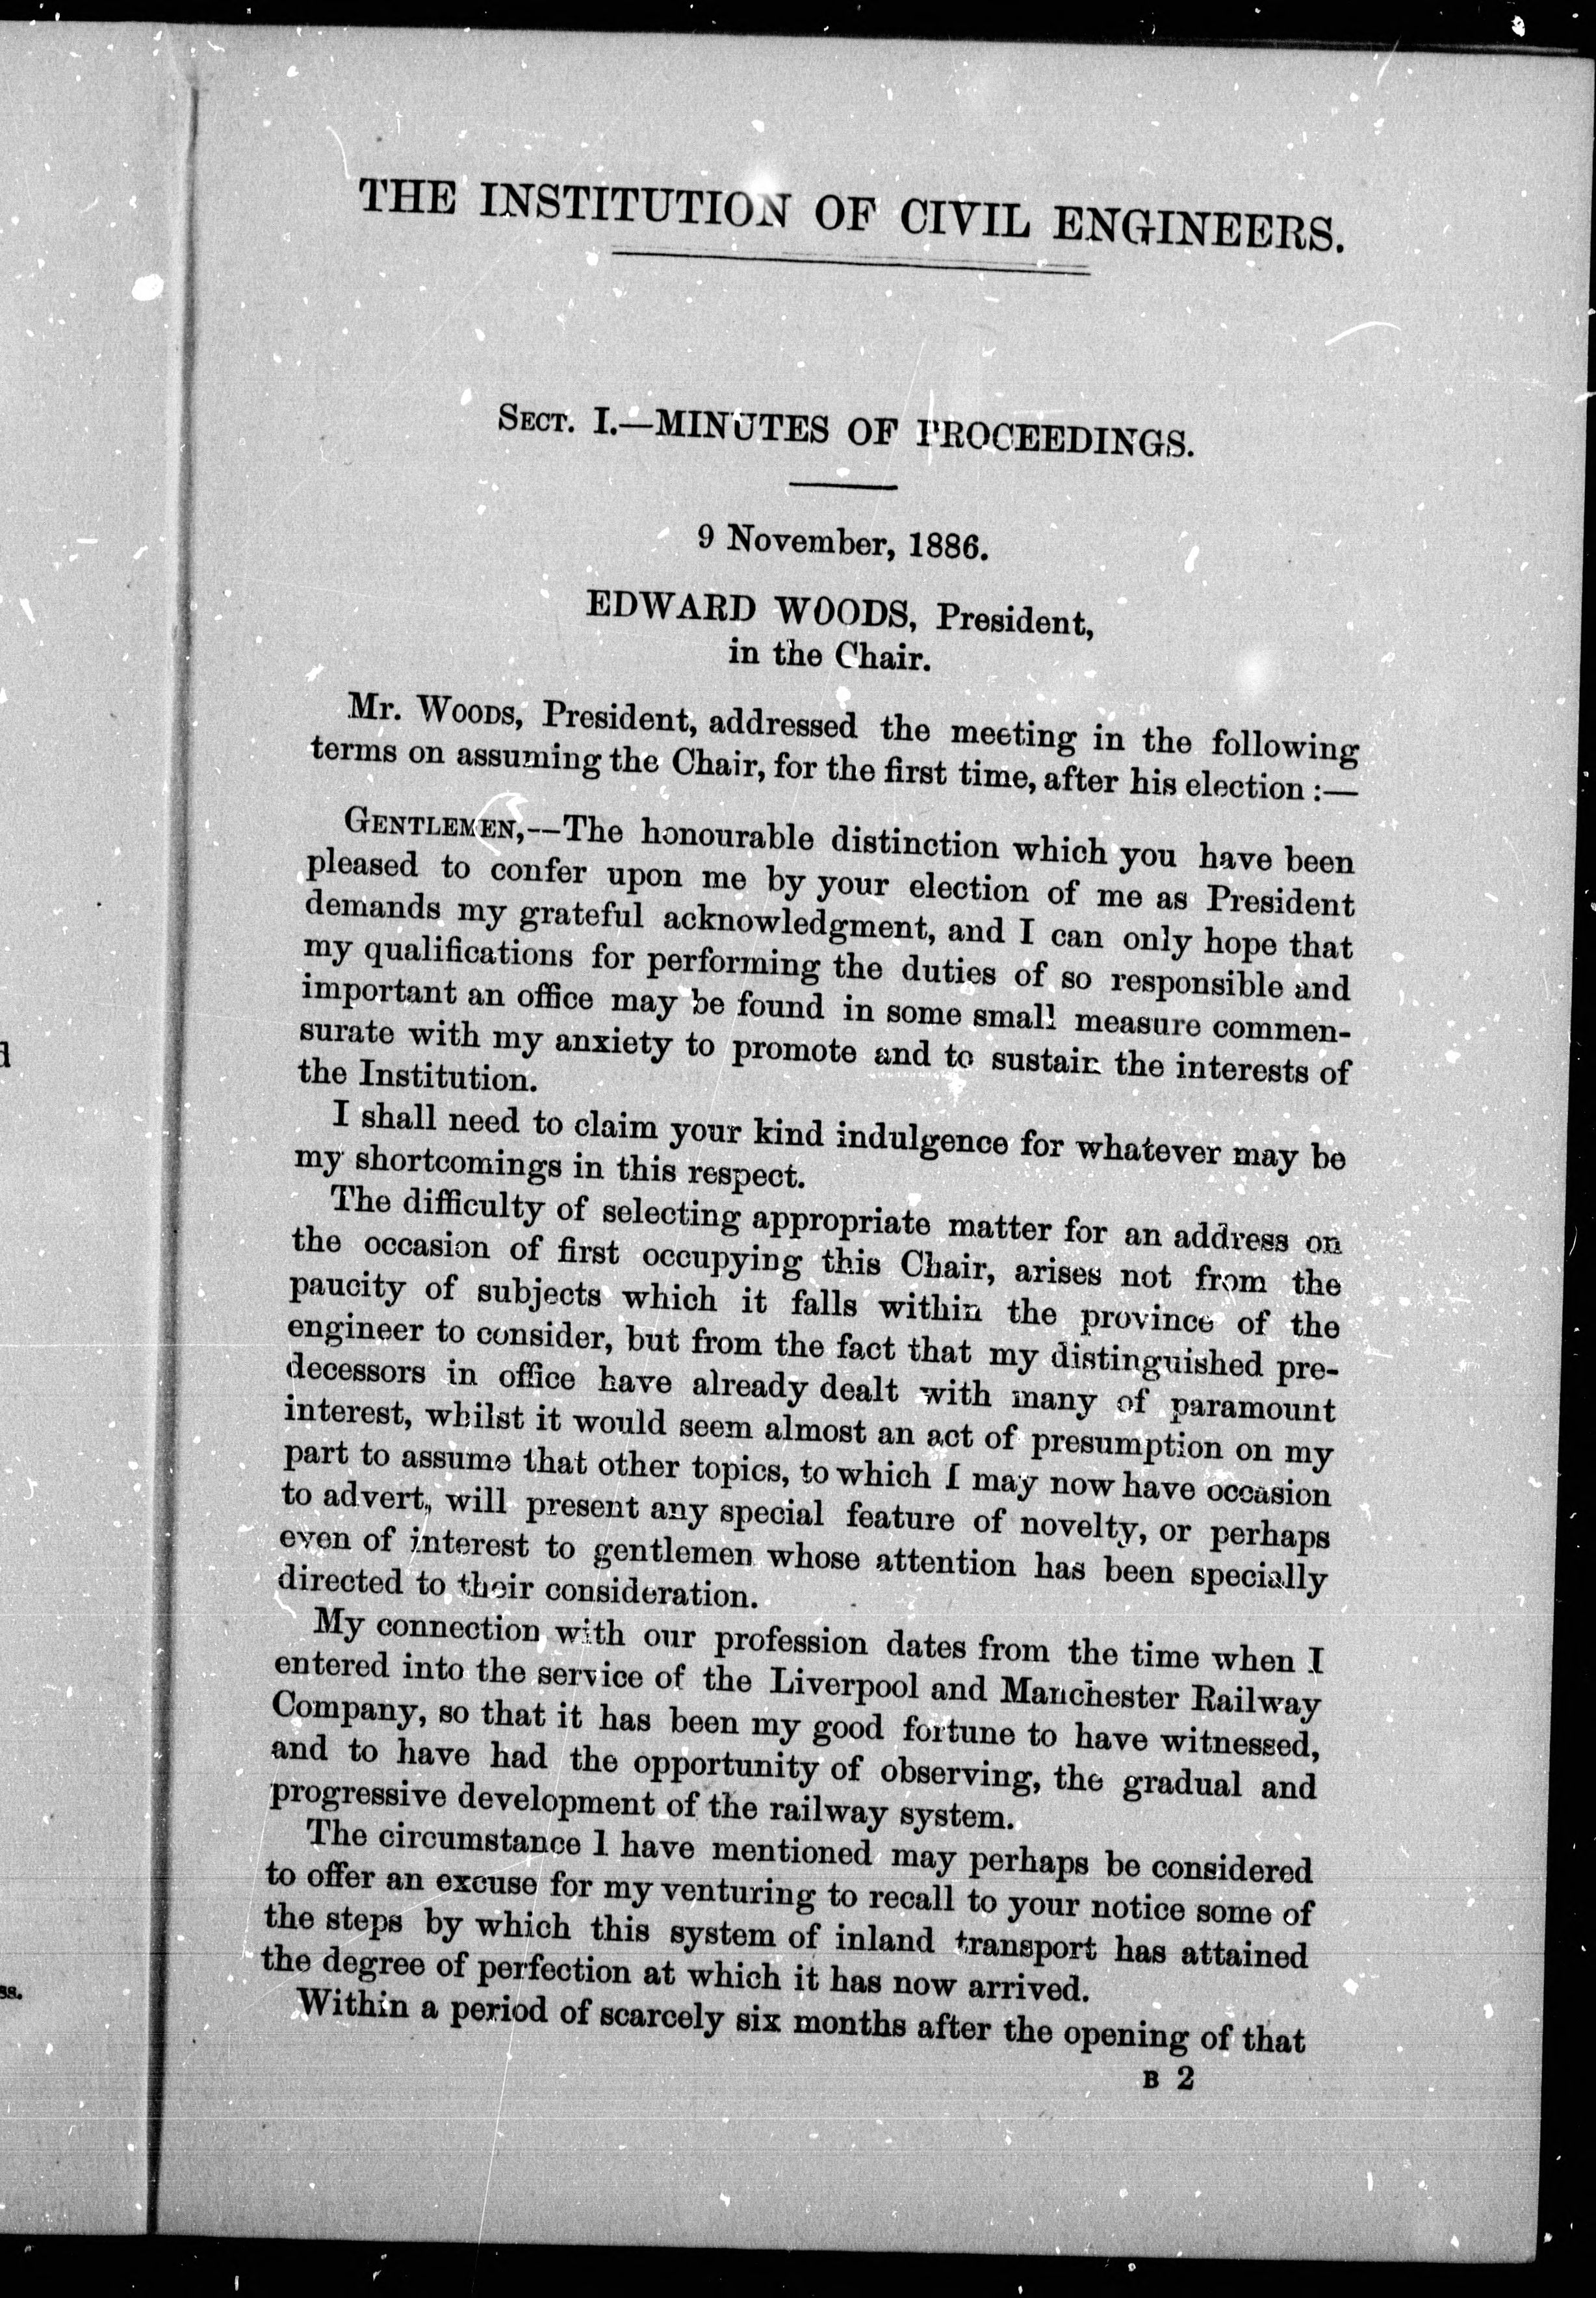 THE INSTITUTION OF CIVIL ENGINEERS.
SECT. I.—MINUTES OF PROCEEDINGS.
9 November, 1886.
EDWARD WOODS, President,
in the Chair.
Mr. WOODS, President, addressed the meeting in the following
terms on assuming the Chair, for the first time, after his election:—
GENTLEMEN,—The honourable distinction which you have been
pleased to confer upon me by your election of me as President
demands my grateful acknowledgment, and I can only hope that
my qualifications for performing the duties of so responsible and
important an office may be found in some small measure commen-
surate with my anxiety to promote and to sustain the interests of
the Institution.
I shall need to claim your kind indulgence for whatever may be
my shortcomings in this respect.
The difficulty of selecting appropriate matter for an address on
the occasion of first occupying this Chair, arises not from the
paucity of subjects which it falls within the province of the
engineer to consider, but from the fact that my distinguished pre-
decessors in office have already dealt with many of paramount
interest, whilst it would seem almost an act of presumption on my
part to assume that other topics, to which I may now have occasion
to advert, will present any special feature of novelty, or perhaps
even of interest to gentlemen whose attention has been specially
directed to their consideration.
My connection with our profession dates from the time when I
entered into the service of the Liverpool and Manchester Railway
Company, so that it has been my good fortune to have witnessed,
and to have had the opportunity of observing, the gradual and
progressive development of the railway system.
The circumstance I have mentioned may perhaps be considered
to offer an excuse for my venturing to recall to your notice some of
the steps by which this system of inland transport has attained
the degree of perfection at which it has now arrived.
Within a period of scarcely six months after the opening of that
B 2